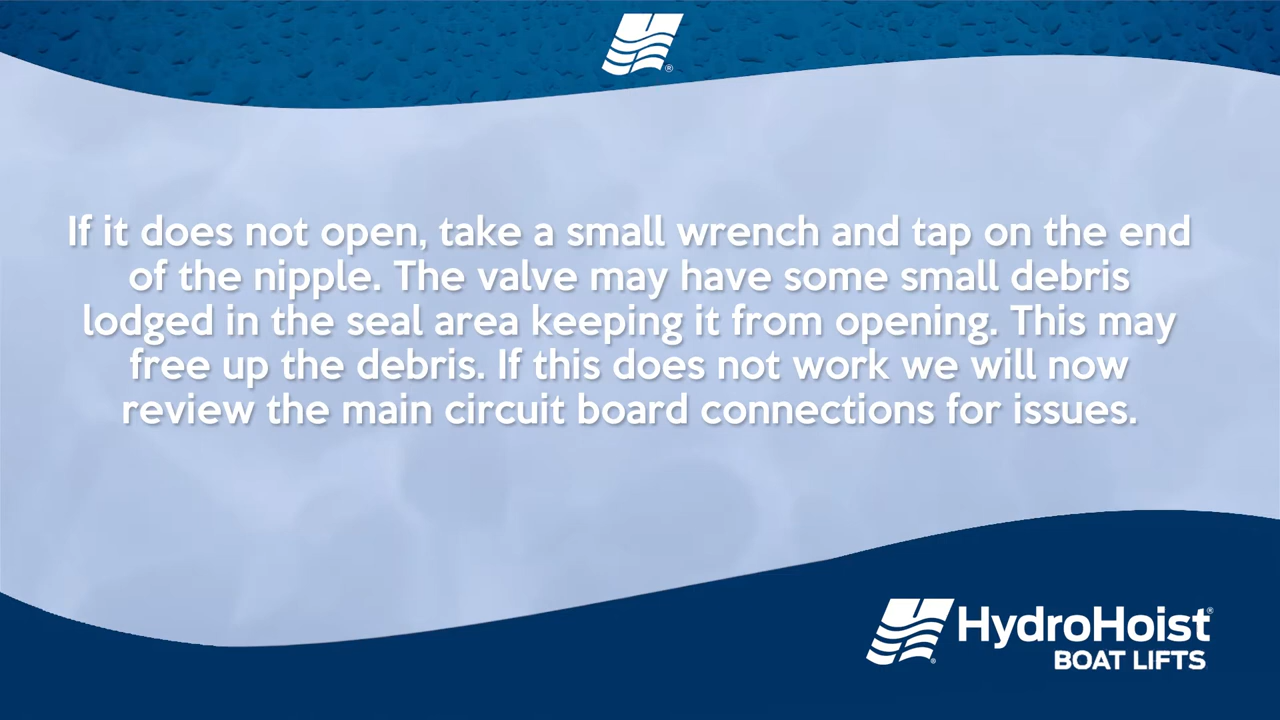 If it does not open, take a small wrench and tap on the end
of the nipple. The valve may have some small debris
lodged in the seal area keeping it from opening. This may
free up the debris. If this does not work we will now
review the main circuit board connections for issues.
HydroHoist®
BOAT LIFTS